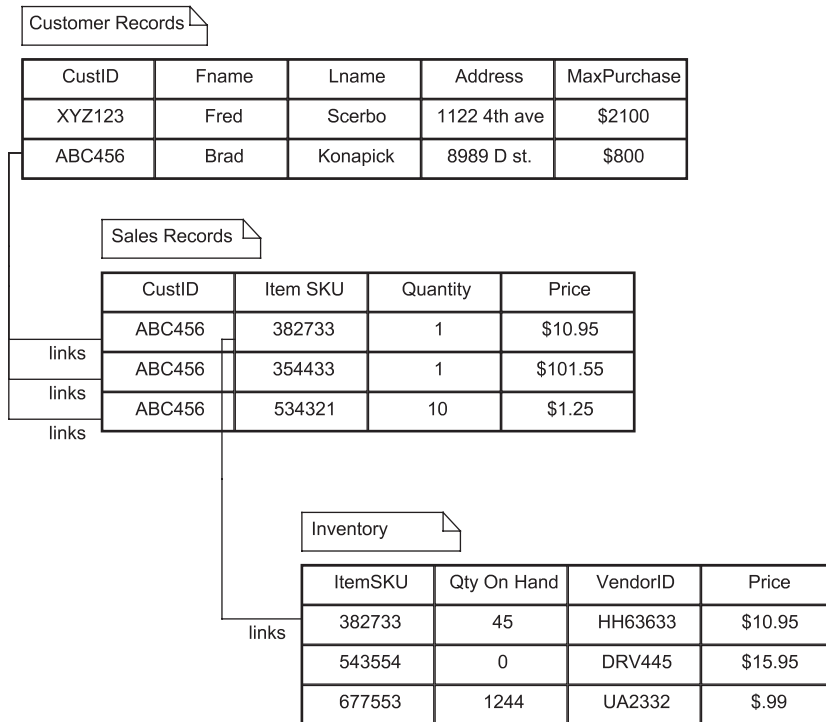 Customer Records
CustID Fname Lname Address MaxPurchase
XYZ123 Fred Scerbo 1122 4th ave $2100
ABC456 Brad Konapick 8989 D st. $800
Sales Records
CustID Item SKU Quantity Price
ABC456 382733 1 $10.95
links
ABC456 354433 1 $101.55
links
ABC456 534321 10 $1.25
links
Inventory
ItemSKU Qty On Hand VendorID Price
382733 45 HH63633 $10.95
links
543554 0 DRV445 $15.95
677553 1244 UA2332 $.99